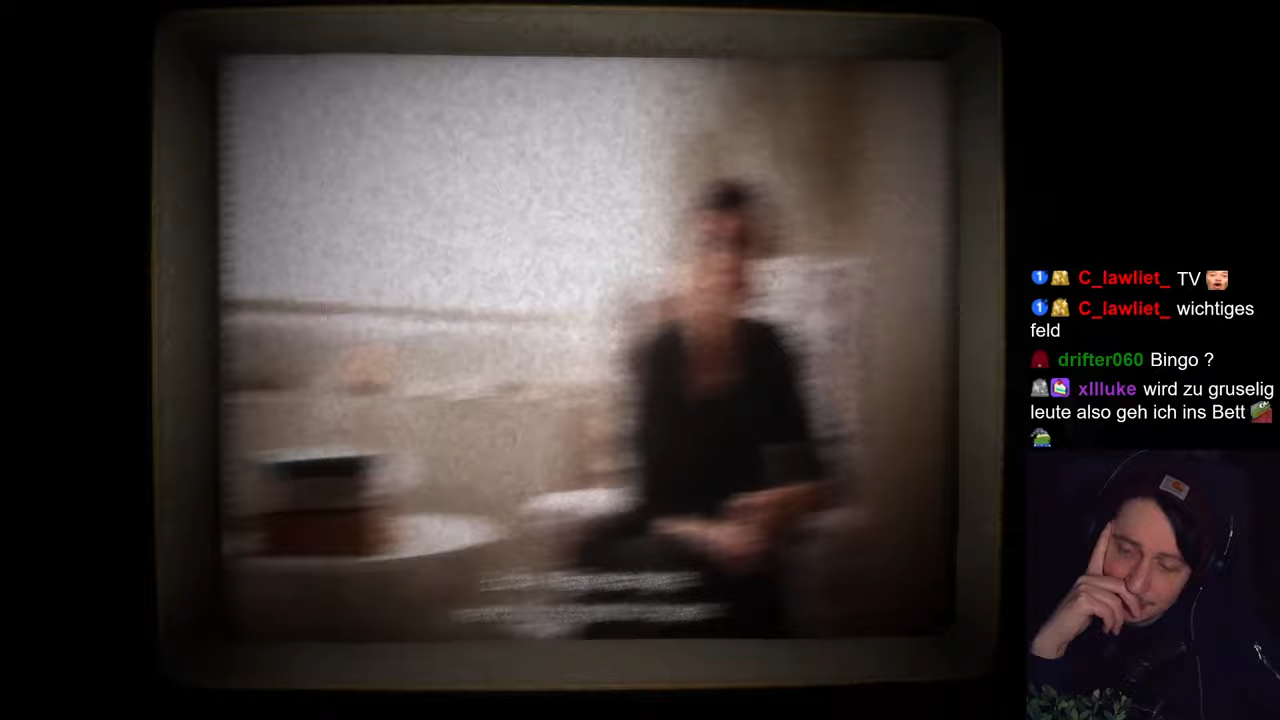 C_lawliet_ TV
C_lawliet_ wichtiges
feld
drifter060 Bingo ?
xllluke wird zu gruselig
leute also geh ich ins Bett